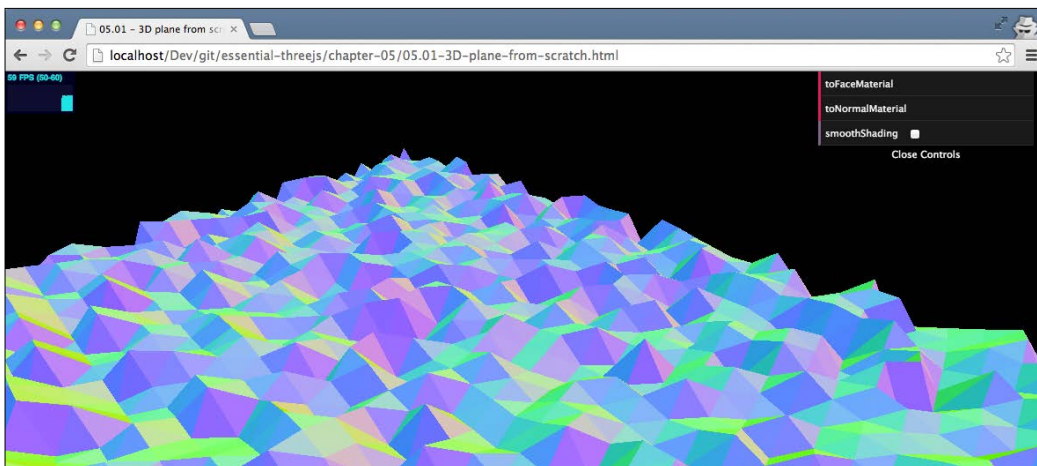 05.01 - 3D plane from scr
localhost/Dev/git/essential-threejs/chapter-05/05.01-3D-plane-from-scratch.html
59 FPS (50-60)
toFaceMaterial
toNormalMaterial
smoothShading
Close Controls